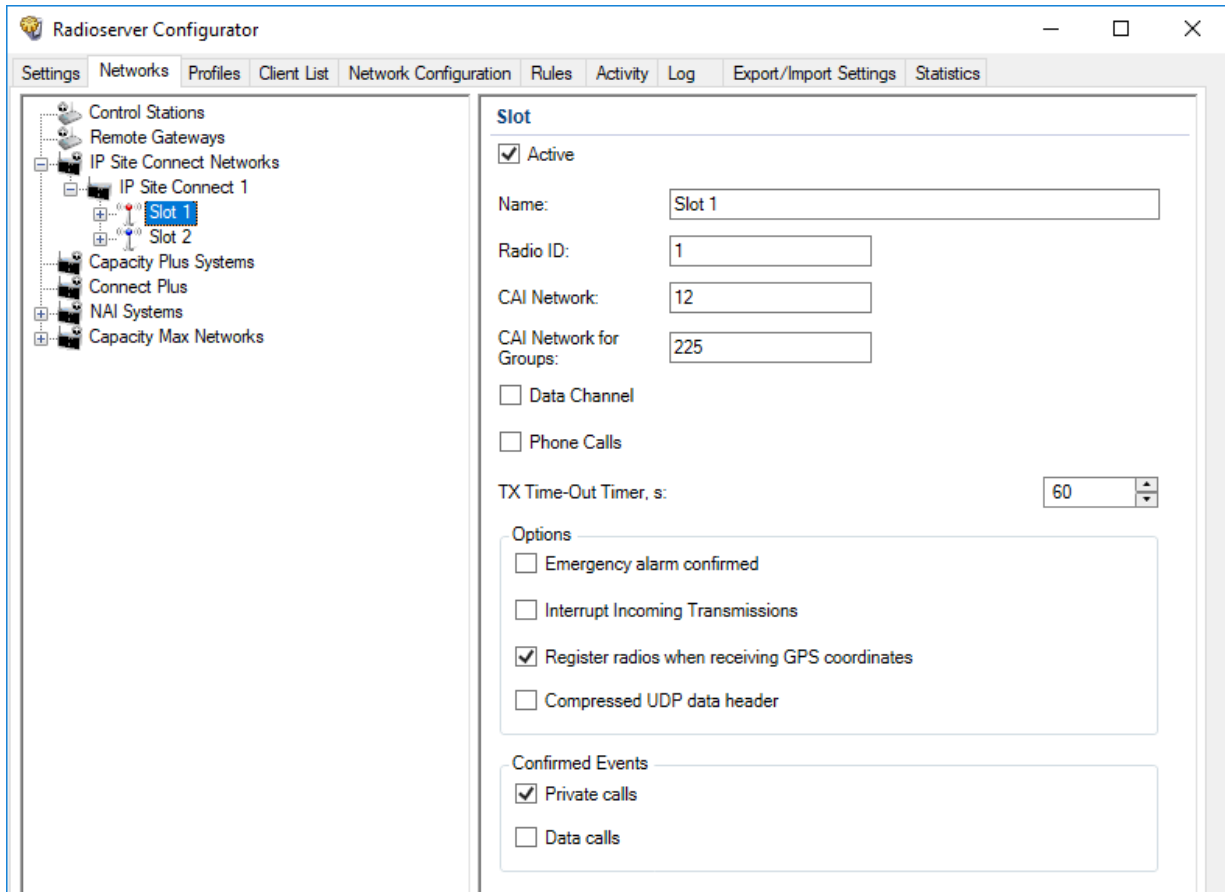 Radioserver Configurator
Settings Networks Profiles Client List Network Configuration Rules Activity Log Export/Import Settings Statistics
Control Stations
Remote Gateways
IP Site Connect Networks
IP Site Connect 1
Slot 1
Slot 2
Capacity Plus Systems
Connect Plus
NAI Systems
Capacity Max Networks
Slot
Active
Name: Slot 1
Radio ID: 1
CAI Network: 12
CAI Network for
Groups: 225
Data Channel
Phone Calls
TX Time-Out Timer, s: 60
Options
Emergency alarm confirmed
Interrupt Incoming Transmissions
Register radios when receiving GPS coordinates
Compressed UDP data header
Confirmed Events
Private calls
Data calls